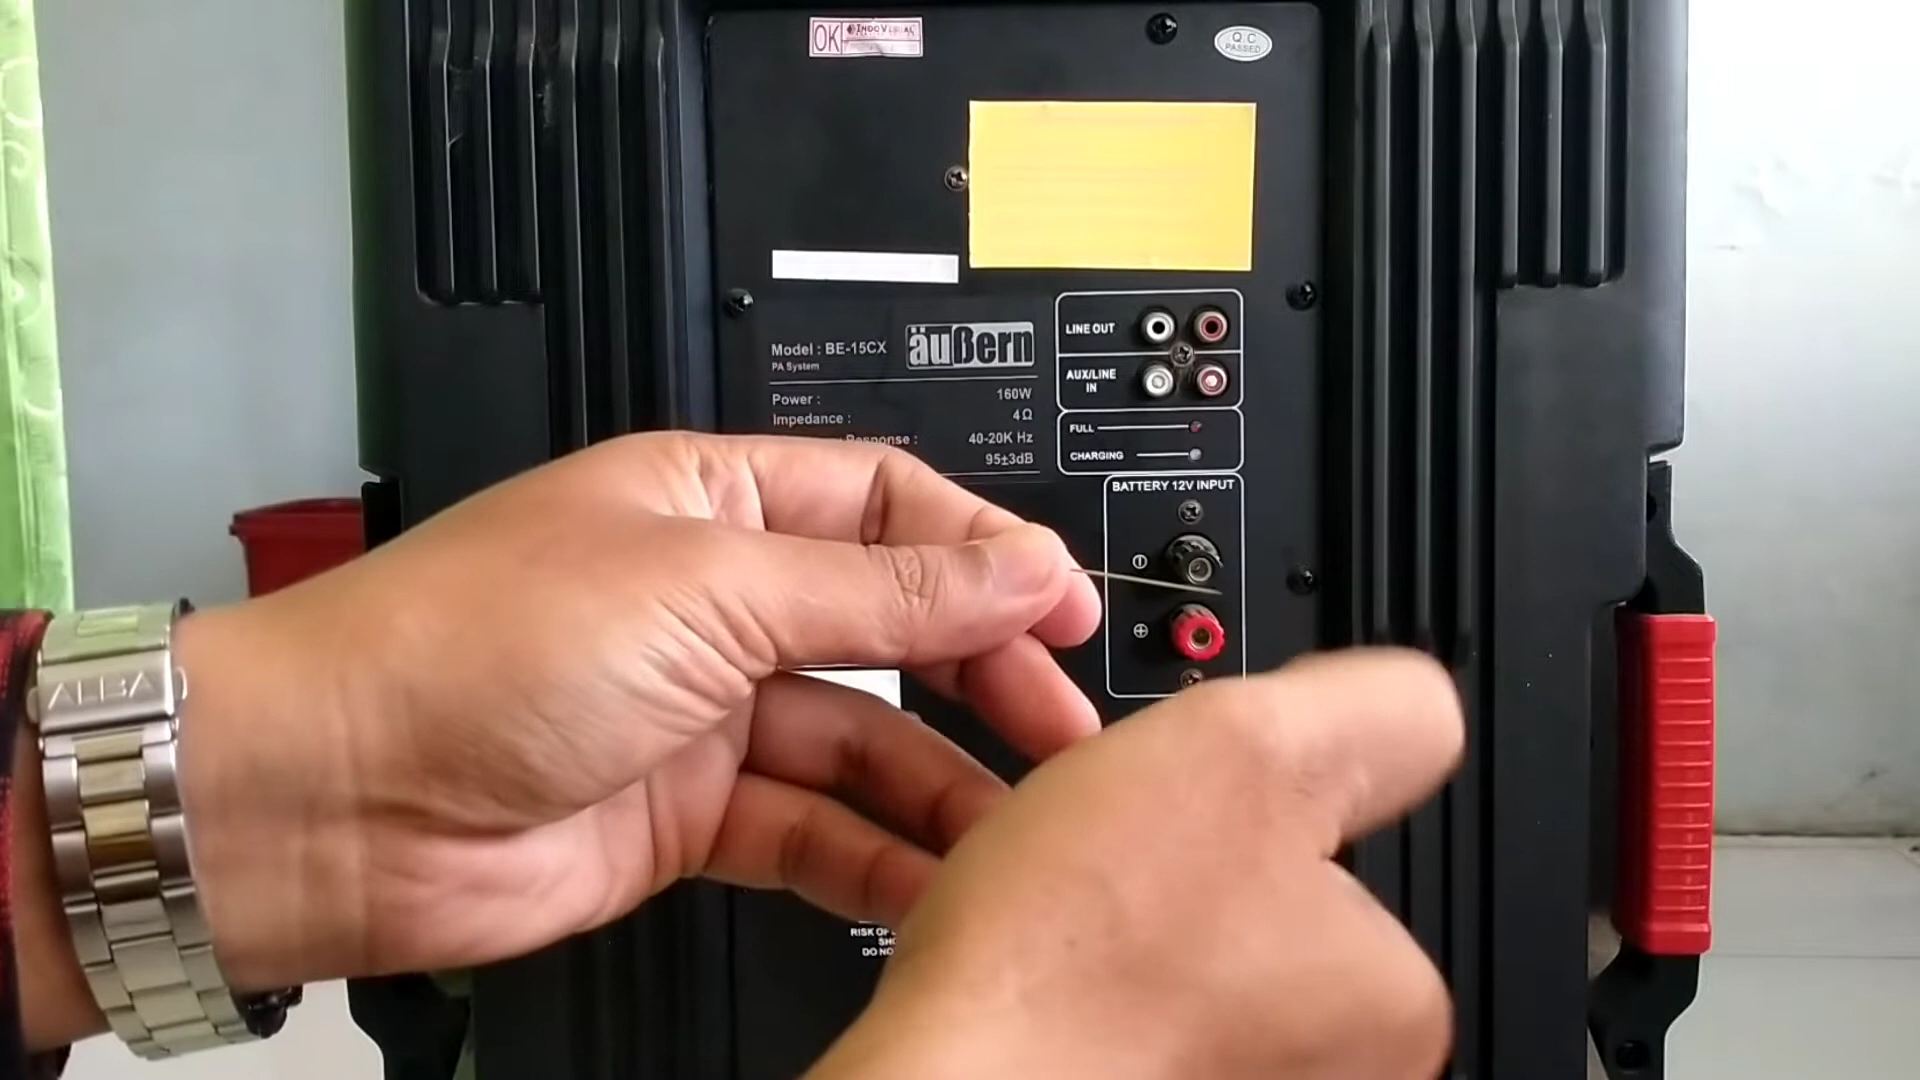 OK INDOVISUAL
Q.C
PASSED
Model : BE-15CX
PA System
äußern
Power : 160W
Impedance : 4Ω
Response : 40-20K Hz
95±3dB
LINE OUT
AUX/LINE
IN
FULL
CHARGING
BATTERY 12V INPUT
ALBA
RISK OF
DO NO